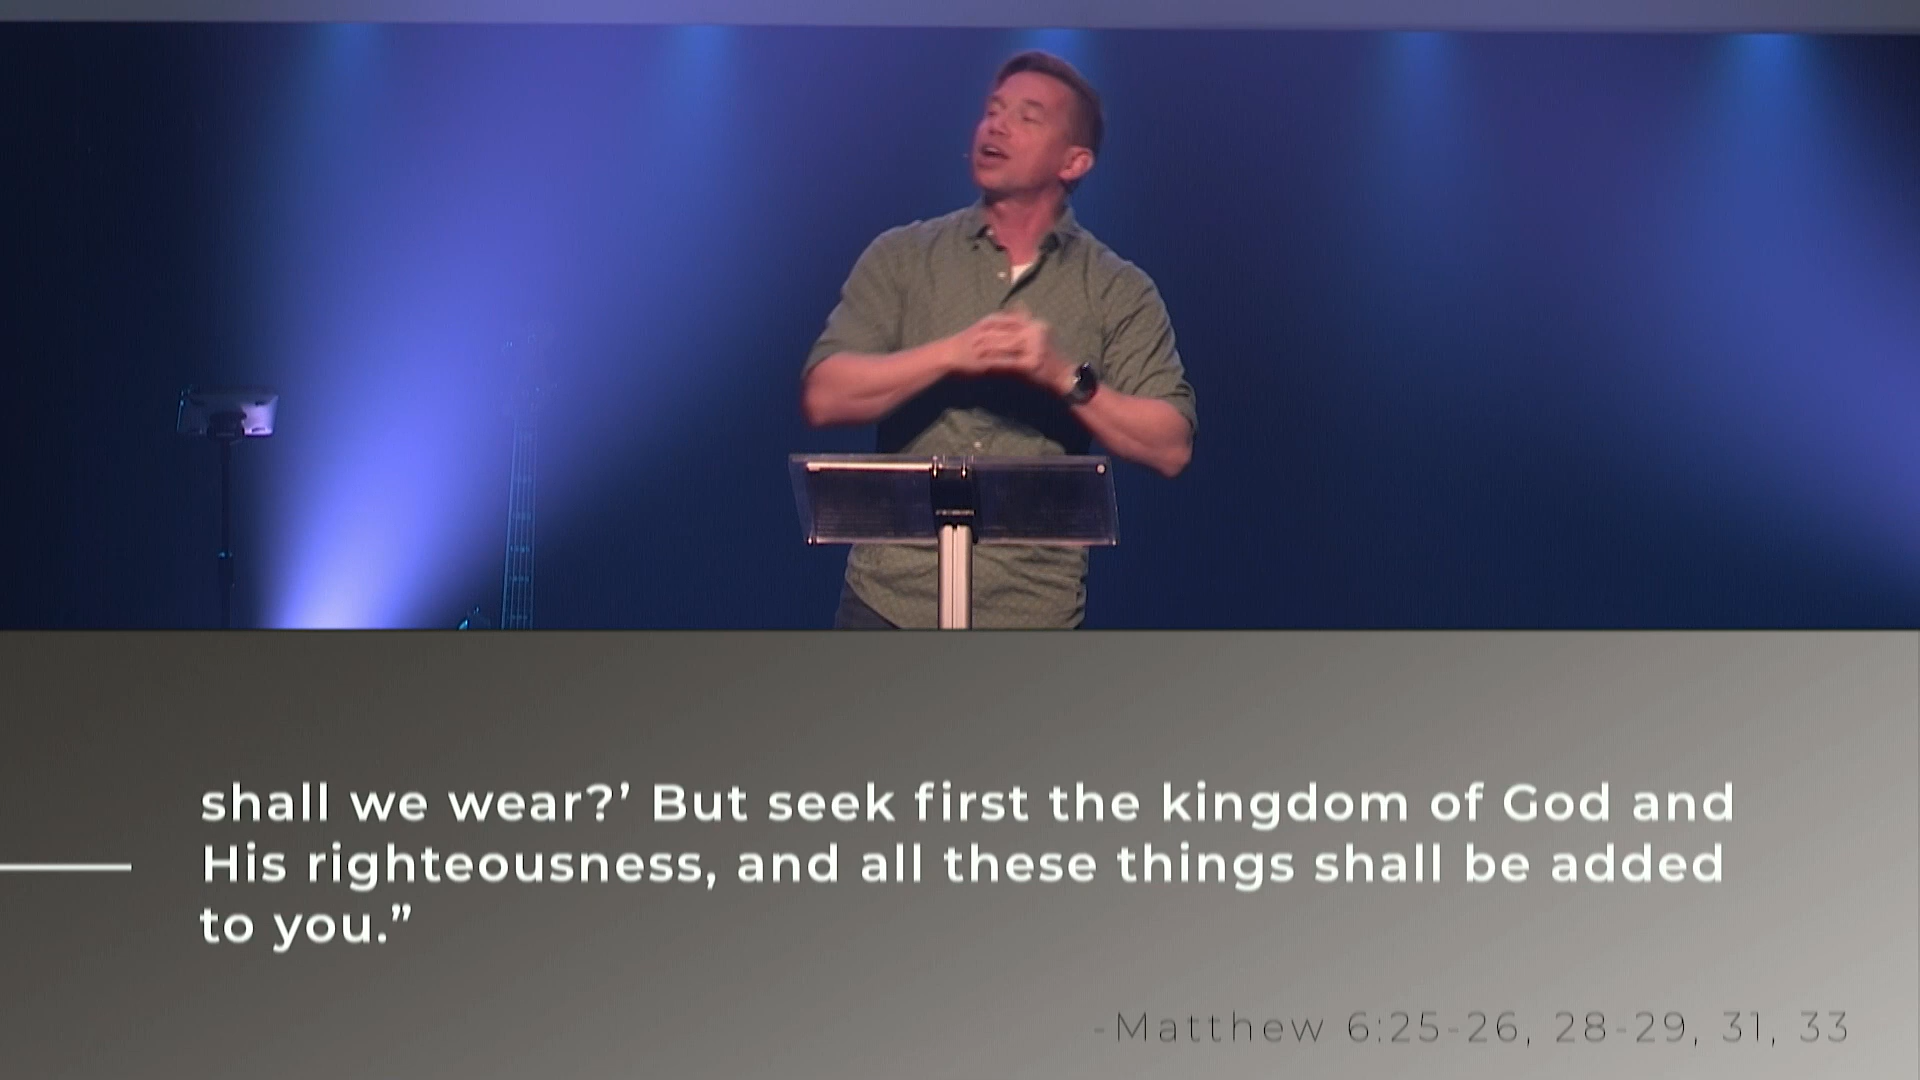 shall we wear?’ But seek first the kingdom of God and
His righteousness, and all these things shall be added
to you.”
-Matthew 6:25-26, 28-29, 31, 33